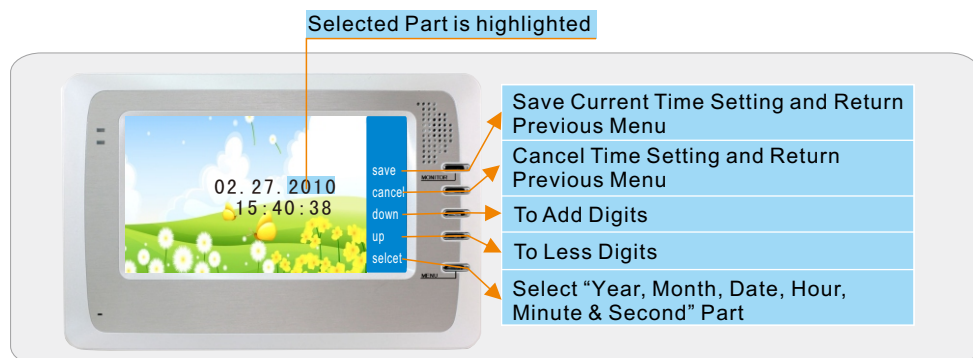 Selected Part is highlighted
02.27.2010
15:40:38
save
cancel
down
up
selcet
MONITOR
MENU
Save Current Time Setting and Return
Previous Menu
Cancel Time Setting and Return
Previous Menu
To Add Digits
To Less Digits
Select “Year, Month, Date, Hour,
Minute & Second” Part